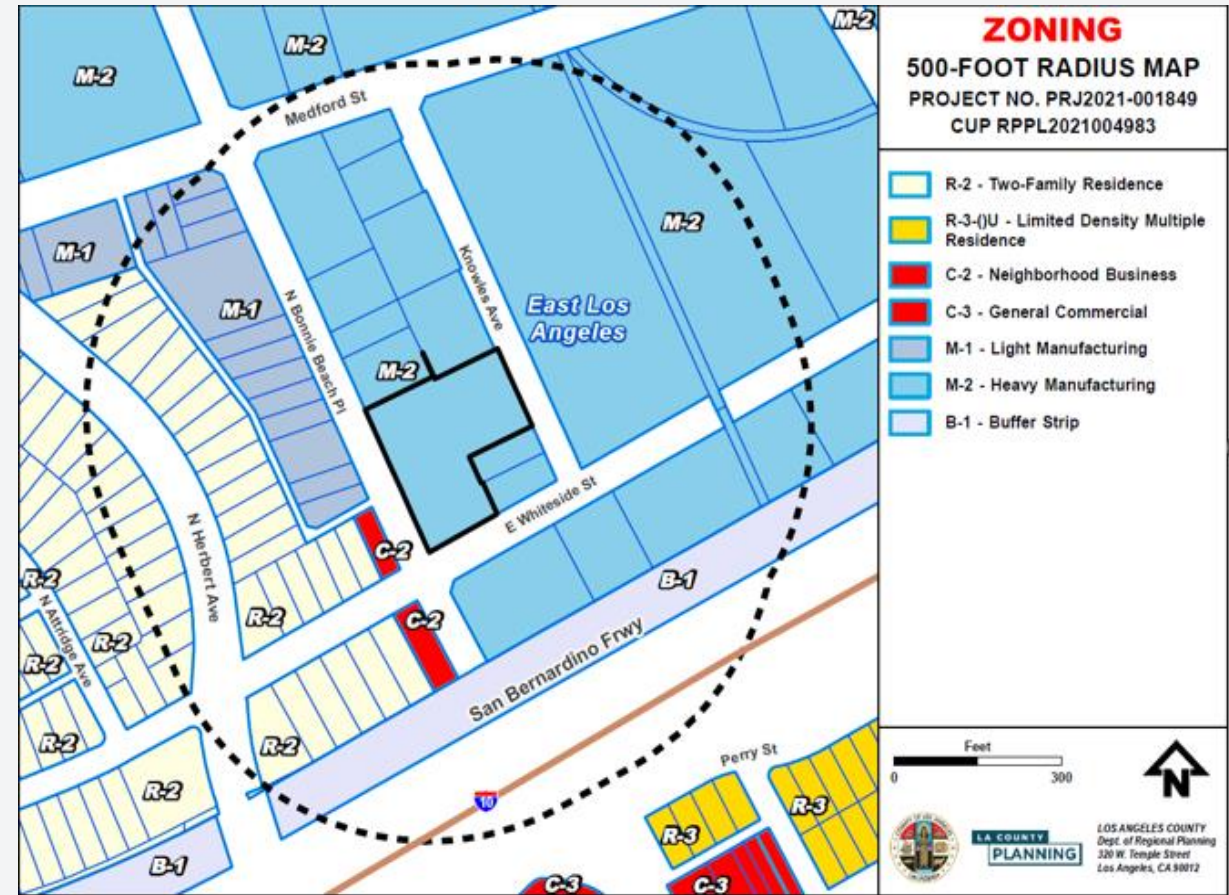 ZONING
500-FOOT RADIUS MAP
PROJECT NO. PRJ2021-001849
CUP RPPL2021004983
R-2 - Two-Family Residence
R-3-()U - Limited Density Multiple
Residence
C-2 - Neighborhood Business
C-3 - General Commercial
M-1 - Light Manufacturing
M-2 - Heavy Manufacturing
B-1 - Buffer Strip
Feet
0
300
N
LA COUNTY
PLANNING
LOS ANGELES COUNTY
Dept. of Regional Planning
320 W. Temple Street
Los Angeles, CA 90012
M-2
M-2
M-2
Medford St
M-2
M-1
M-1
N Bonnie Beach Pl
Knowles Ave
East Los
Angeles
M-2
E Whiteside St
C-2
C-2
N Herbert Ave
R-2
N Attridge Ave
R-2
R-2
R-2
R-2
R-2
R-2
B-1
San Bernardino Frwy
10
Perry St
R-3
R-3
R-2
B-1
C-3
C-3